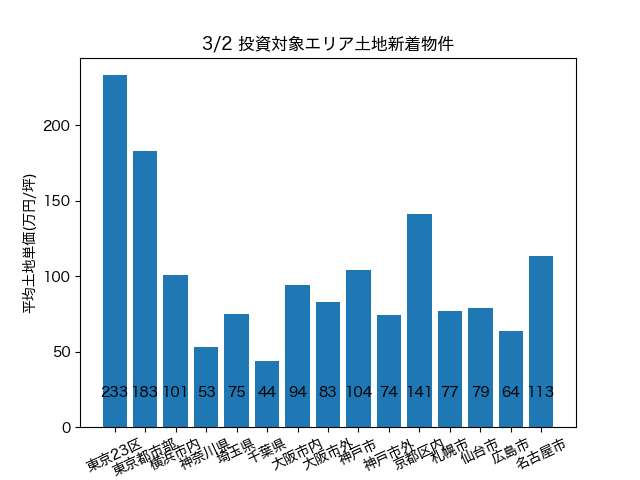 3/2 投資対象エリア土地新着物件
平均土地単価(万円/坪)
200
150
100
50
0
233 183 101 53 75 44 94 83 104 74 141 77 79 64 113
東京23区 東京都市部 横浜市内 神奈川県 埼玉県 千葉県 大阪市内 大阪市外 神戸市 神戸市外 京都区内 札幌市 仙台市 広島市 名古屋市